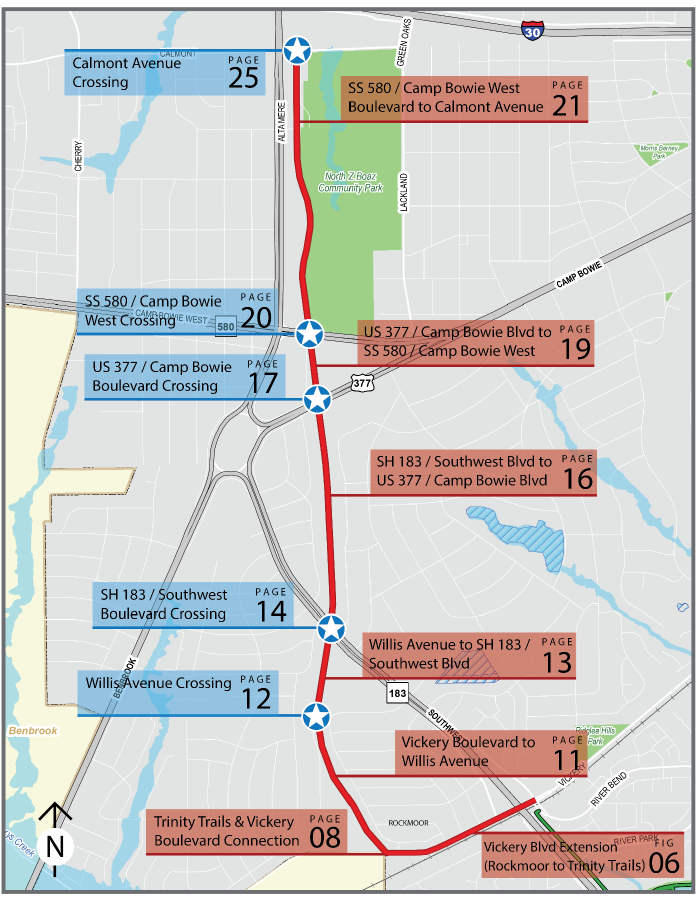 30
GREEN OAKS
CALMONT
Calmont Avenue
Crossing
PAGE
25
SS 580 / Camp Bowie West
Boulevard to Calmont Avenue
PAGE
21
ALTA MERE
CHERRY
Morris Berney
Park
North Z Boaz
Community Park
LACKLAND
CAMP BOWIE
SS 580 / Camp Bowie
West Crossing
PAGE
20
CAMP BOWIE WEST
580
US 377 / Camp Bowie Blvd to
SS 580 / Camp Bowie West
PAGE
19
US 377 / Camp Bowie
Boulevard Crossing
PAGE
17
377
SH 183 / Southwest Blvd to
US 377 / Camp Bowie Blvd
PAGE
16
SH 183 / Southwest
Boulevard Crossing
PAGE
14
Willis Avenue to SH 183 /
Southwest Blvd
PAGE
13
BENBROOK
Willis Avenue Crossing
PAGE
12
183
SOUTHWEST
Benbrook
Ridglea Hills
Park
Vickery Boulevard to
Willis Avenue
PAGE
11
VICKERY
RIVER BEND
Trinity Trails & Vickery
Boulevard Connection
PAGE
08
ROCKMOOR
RIVER PARK
Vickery Blvd Extension
(Rockmoor to Trinity Trails)
FIG
06
N
Creek